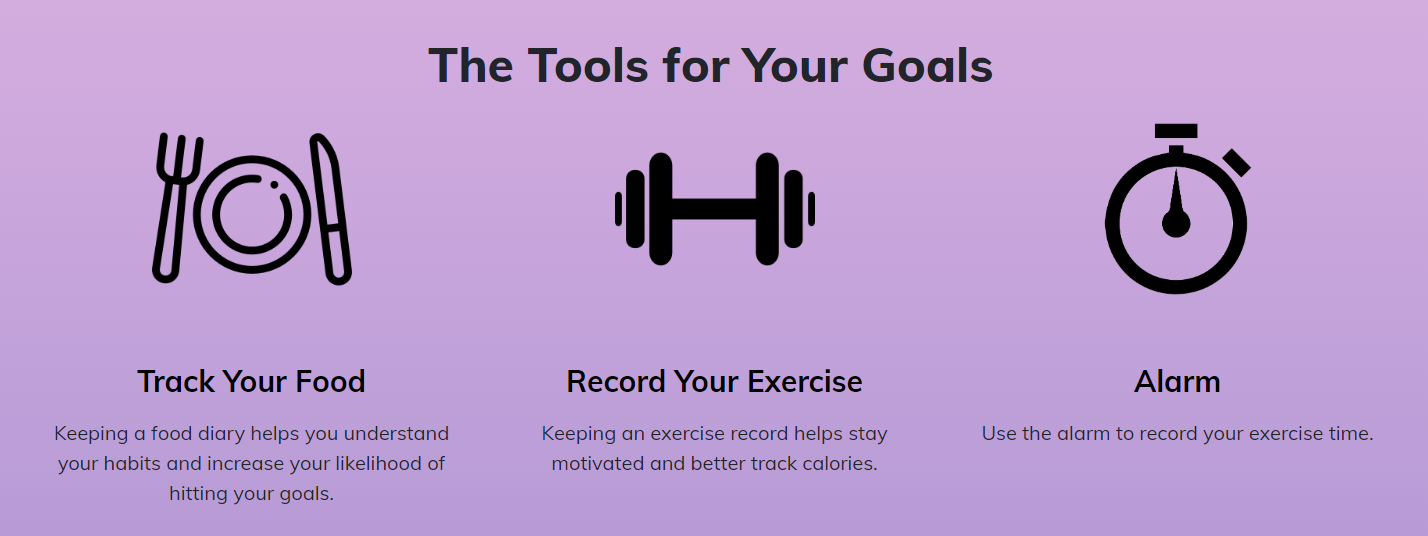 The Tools for Your Goals
Track Your Food
Keeping a food diary helps you understand
your habits and increase your likelihood of
hitting your goals.
Record Your Exercise
Keeping an exercise record helps stay
motivated and better track calories.
Alarm
Use the alarm to record your exercise time.